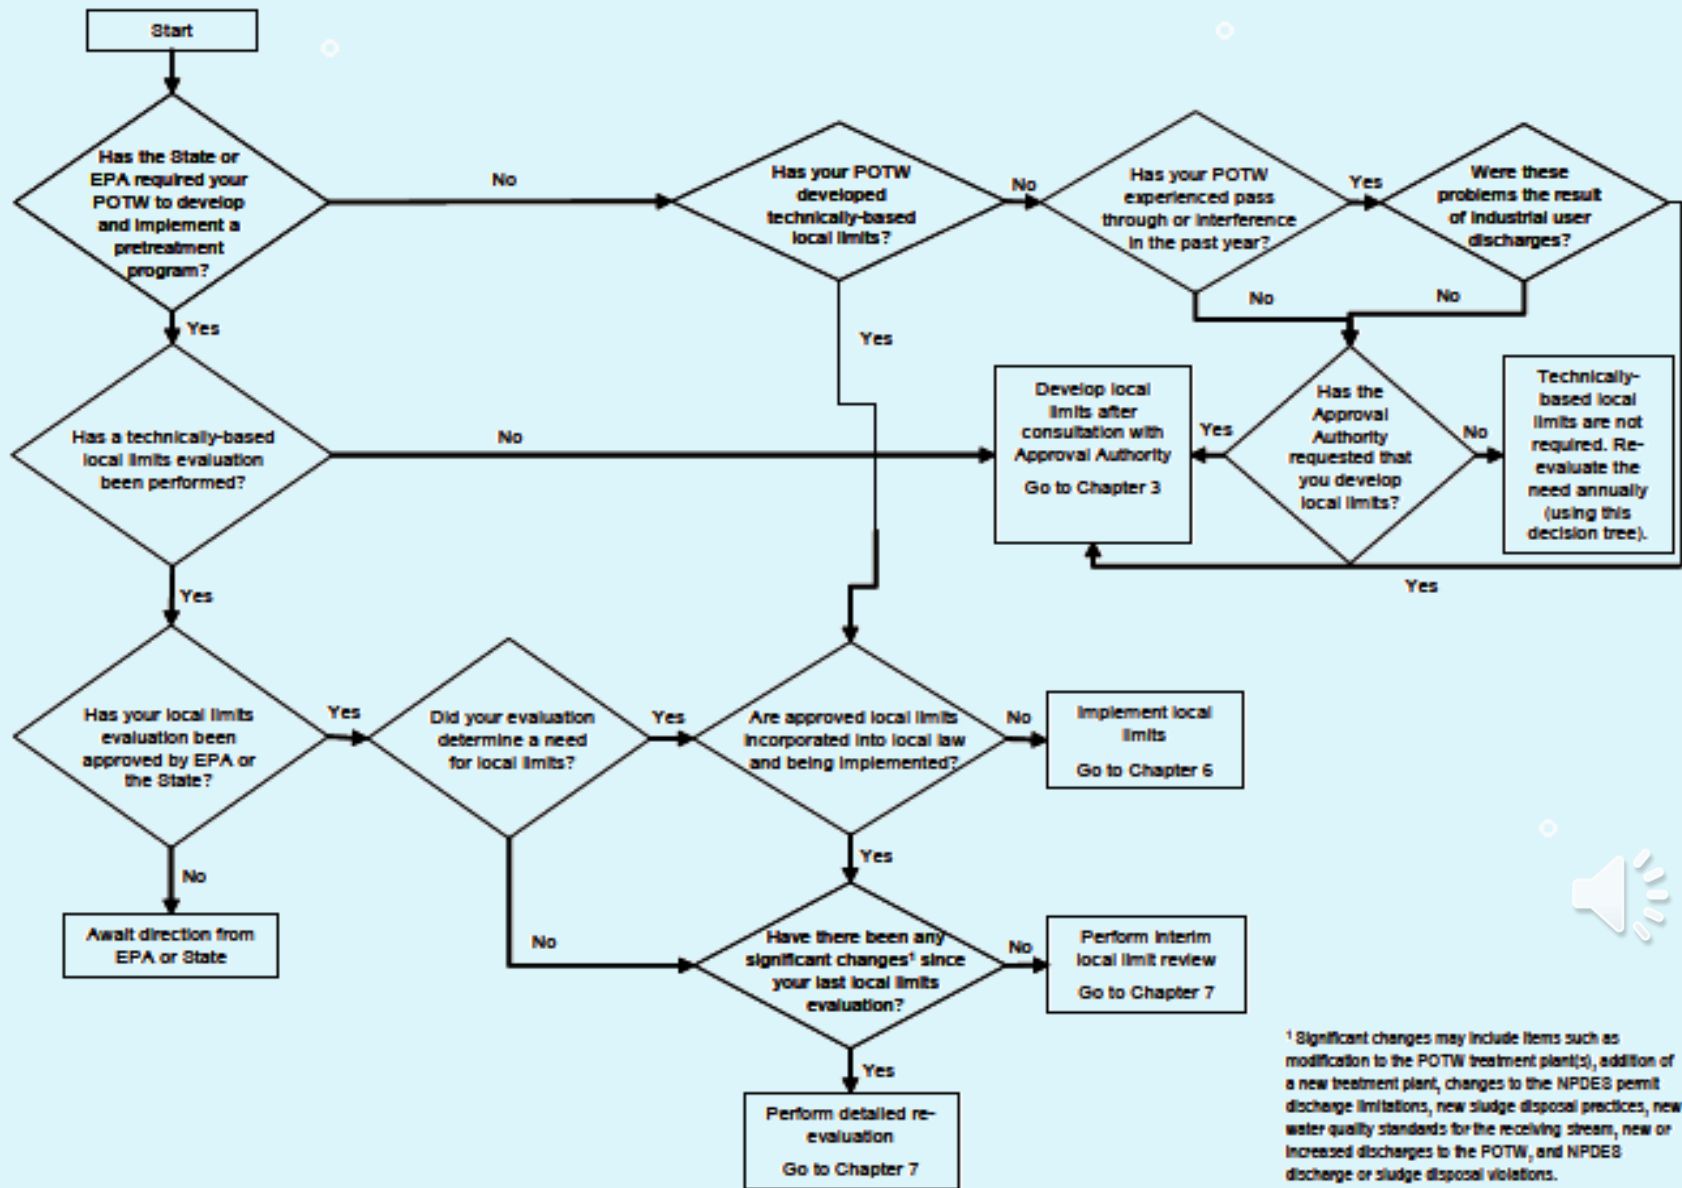 Start
Has the State or
EPA required your
POTW to develop
and implement a
pretreatment
program?
No
Has your POTW
developed
technically-based
local limits?
No
Has your POTW
experienced pass
through or interference
in the past year?
Yes
Were these
problems the result
of industrial user
discharges?
No
No
Yes
Yes
Has a technically-based
local limits evaluation
been performed?
No
Develop local
limits after
consultation with
Approval Authority
Go to Chapter 3
Yes
Has the
Approval
Authority
requested that
you develop
local limits?
No
Technically-
based local
limits are not
required. Re-
evaluate the
need annually
(using this
decision tree).
Yes
Yes
Has your local limits
evaluation been
approved by EPA or
the State?
Yes
Did your evaluation
determine a need
for local limits?
Yes
Are approved local limits
incorporated into local law
and being implemented?
No
Implement local
limits
Go to Chapter 6
No
Yes
Await direction from
EPA or State
No
Have there been any
significant changes¹ since
your last local limits
evaluation?
No
Perform interim
local limit review
Go to Chapter 7
Yes
Perform detailed re-
evaluation
Go to Chapter 7
¹ Significant changes may include items such as
modification to the POTW treatment plant(s), addition of
a new treatment plant, changes to the NPDES permit
discharge limitations, new sludge disposal practices, new
water quality standards for the receiving stream, new or
increased discharges to the POTW, and NPDES
discharge or sludge disposal violations.